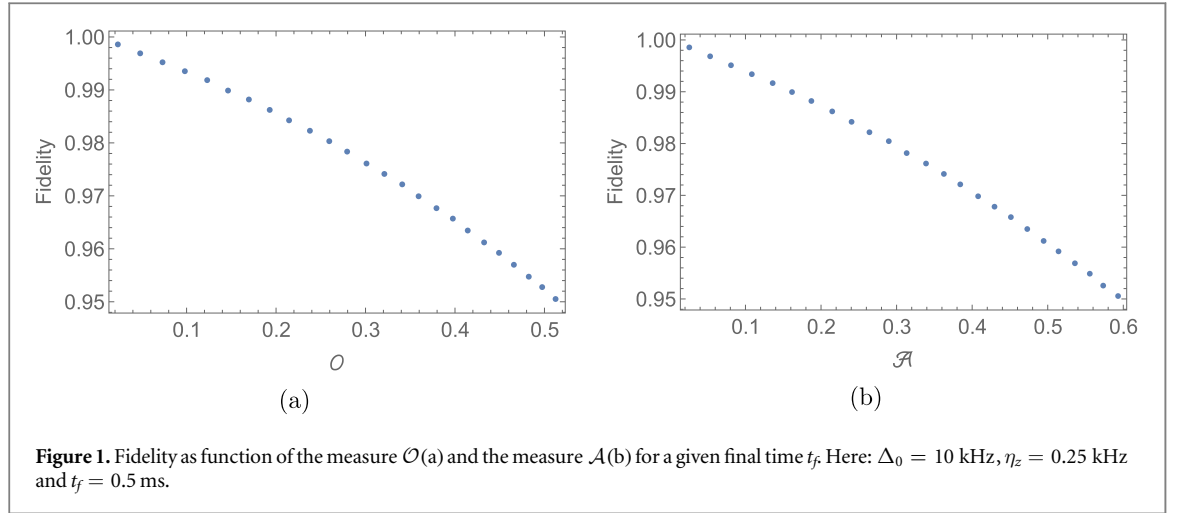 1.00
0.99
0.98
0.97
0.96
0.95
Fidelity
0.1 0.2 0.3 0.4 0.5
𝒪
(a)
1.00
0.99
0.98
0.97
0.96
0.95
Fidelity
0.1 0.2 0.3 0.4 0.5 0.6
𝒜
(b)
Figure 1. Fidelity as function of the measure 𝒪(a) and the measure 𝒜(b) for a given final time t_f. Here: Δ₀ = 10 kHz, η_z = 0.25 kHz
and t_f = 0.5 ms.